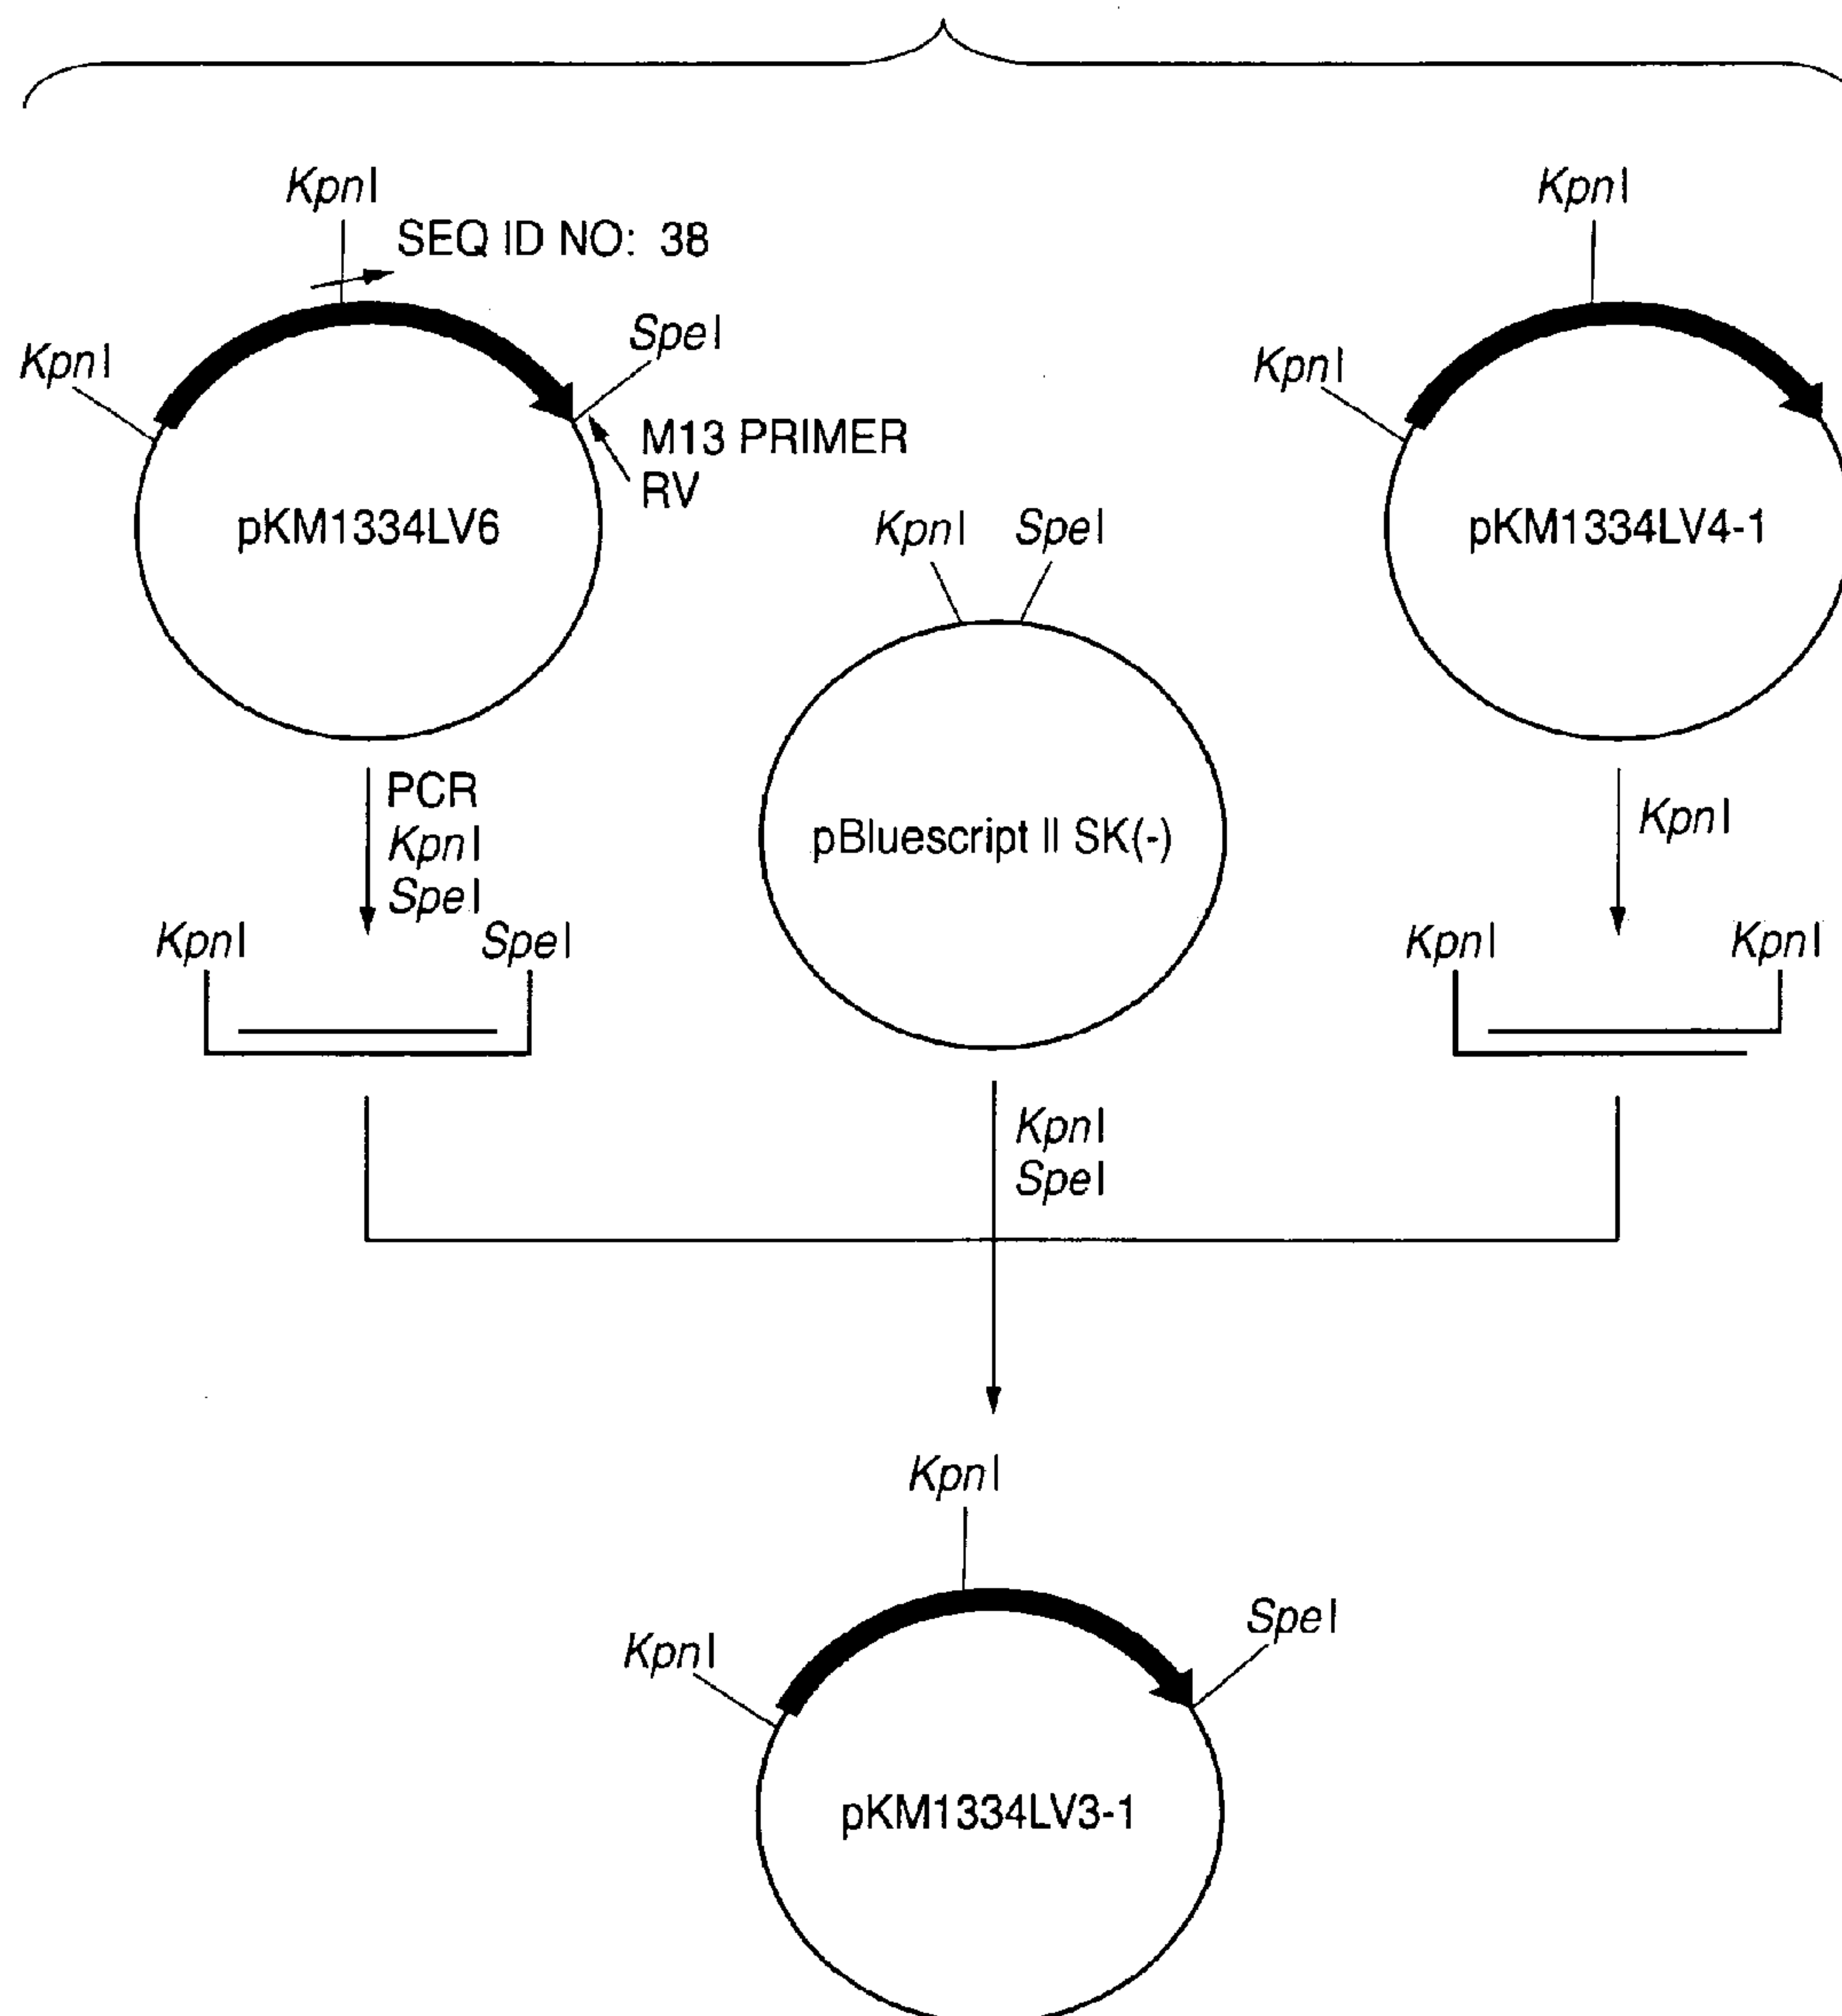 KpnI
SEQ ID NO: 38
KpnI
SpeI
M13 PRIMER
RV
pKM1334LV6
KpnI
KpnI
pKM1334LV4-1
KpnI SpeI
pBluescript II SK(-)
PCR
KpnI
SpeI
KpnI
KpnI SpeI
KpnI KpnI
KpnI
SpeI
KpnI
KpnI
SpeI
pKM1334LV3-1